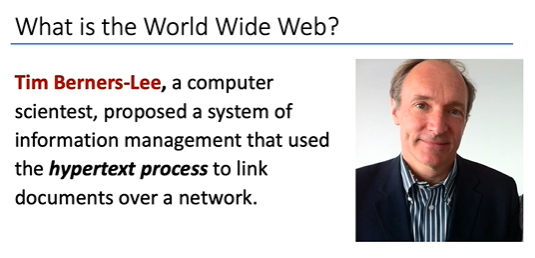 What is the World Wide Web?
Tim Berners-Lee, a computer
scientest, proposed a system of
information management that used
the hypertext process to link
documents over a network.